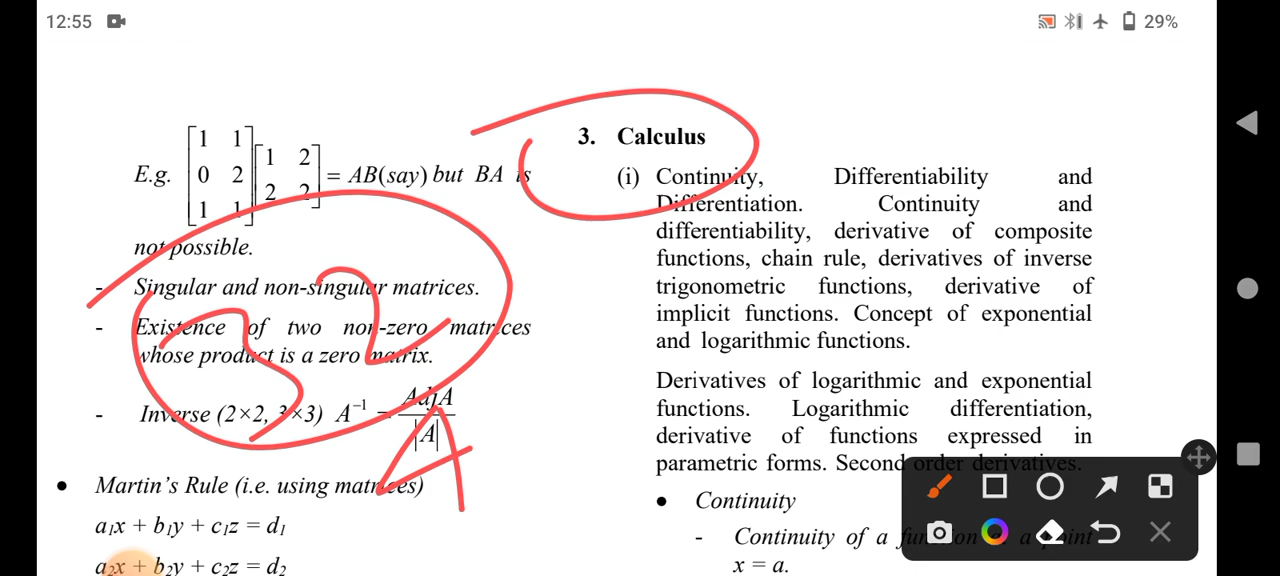 12:55
29%
E.g. [1 1 0 2 1 1] [1 2 2 2] = AB(say) but BA is
not possible.
- Singular and non-singular matrices.
- Existence of two non-zero matrices
whose product is a zero matrix.
- Inverse (2×2, 3×3) A⁻¹ = AdjA / |A|
32
4
• Martin's Rule (i.e. using matrices)
a₁x + b₁y + c₁z = d₁
a₂x + b₂y + c₂z = d₂
3. Calculus
(i) Continuity, Differentiability and
Differentiation. Continuity and
differentiability, derivative of composite
functions, chain rule, derivatives of inverse
trigonometric functions, derivative of
implicit functions. Concept of exponential
and logarithmic functions.
Derivatives of logarithmic and exponential
functions. Logarithmic differentiation,
derivative of functions expressed in
parametric forms. Second order derivatives.
• Continuity
- Continuity of a function at a point
x = a.